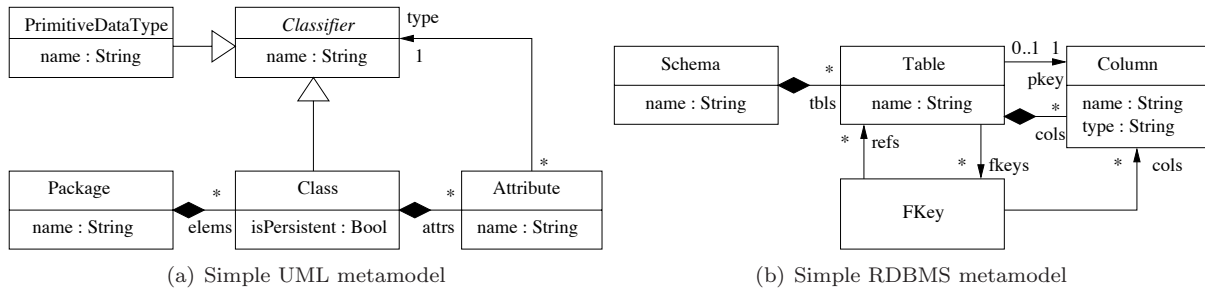 PrimitiveDataType
name : String
Classifier
name : String
type
1
*
Package
name : String
*
elems
Class
isPersistent : Bool
*
attrs
Attribute
name : String
(a) Simple UML metamodel
Schema
name : String
*
tbls
Table
name : String
0..1 1
pkey
Column
name : String
type : String
*
cols
* refs
* fkeys
* cols
FKey
(b) Simple RDBMS metamodel